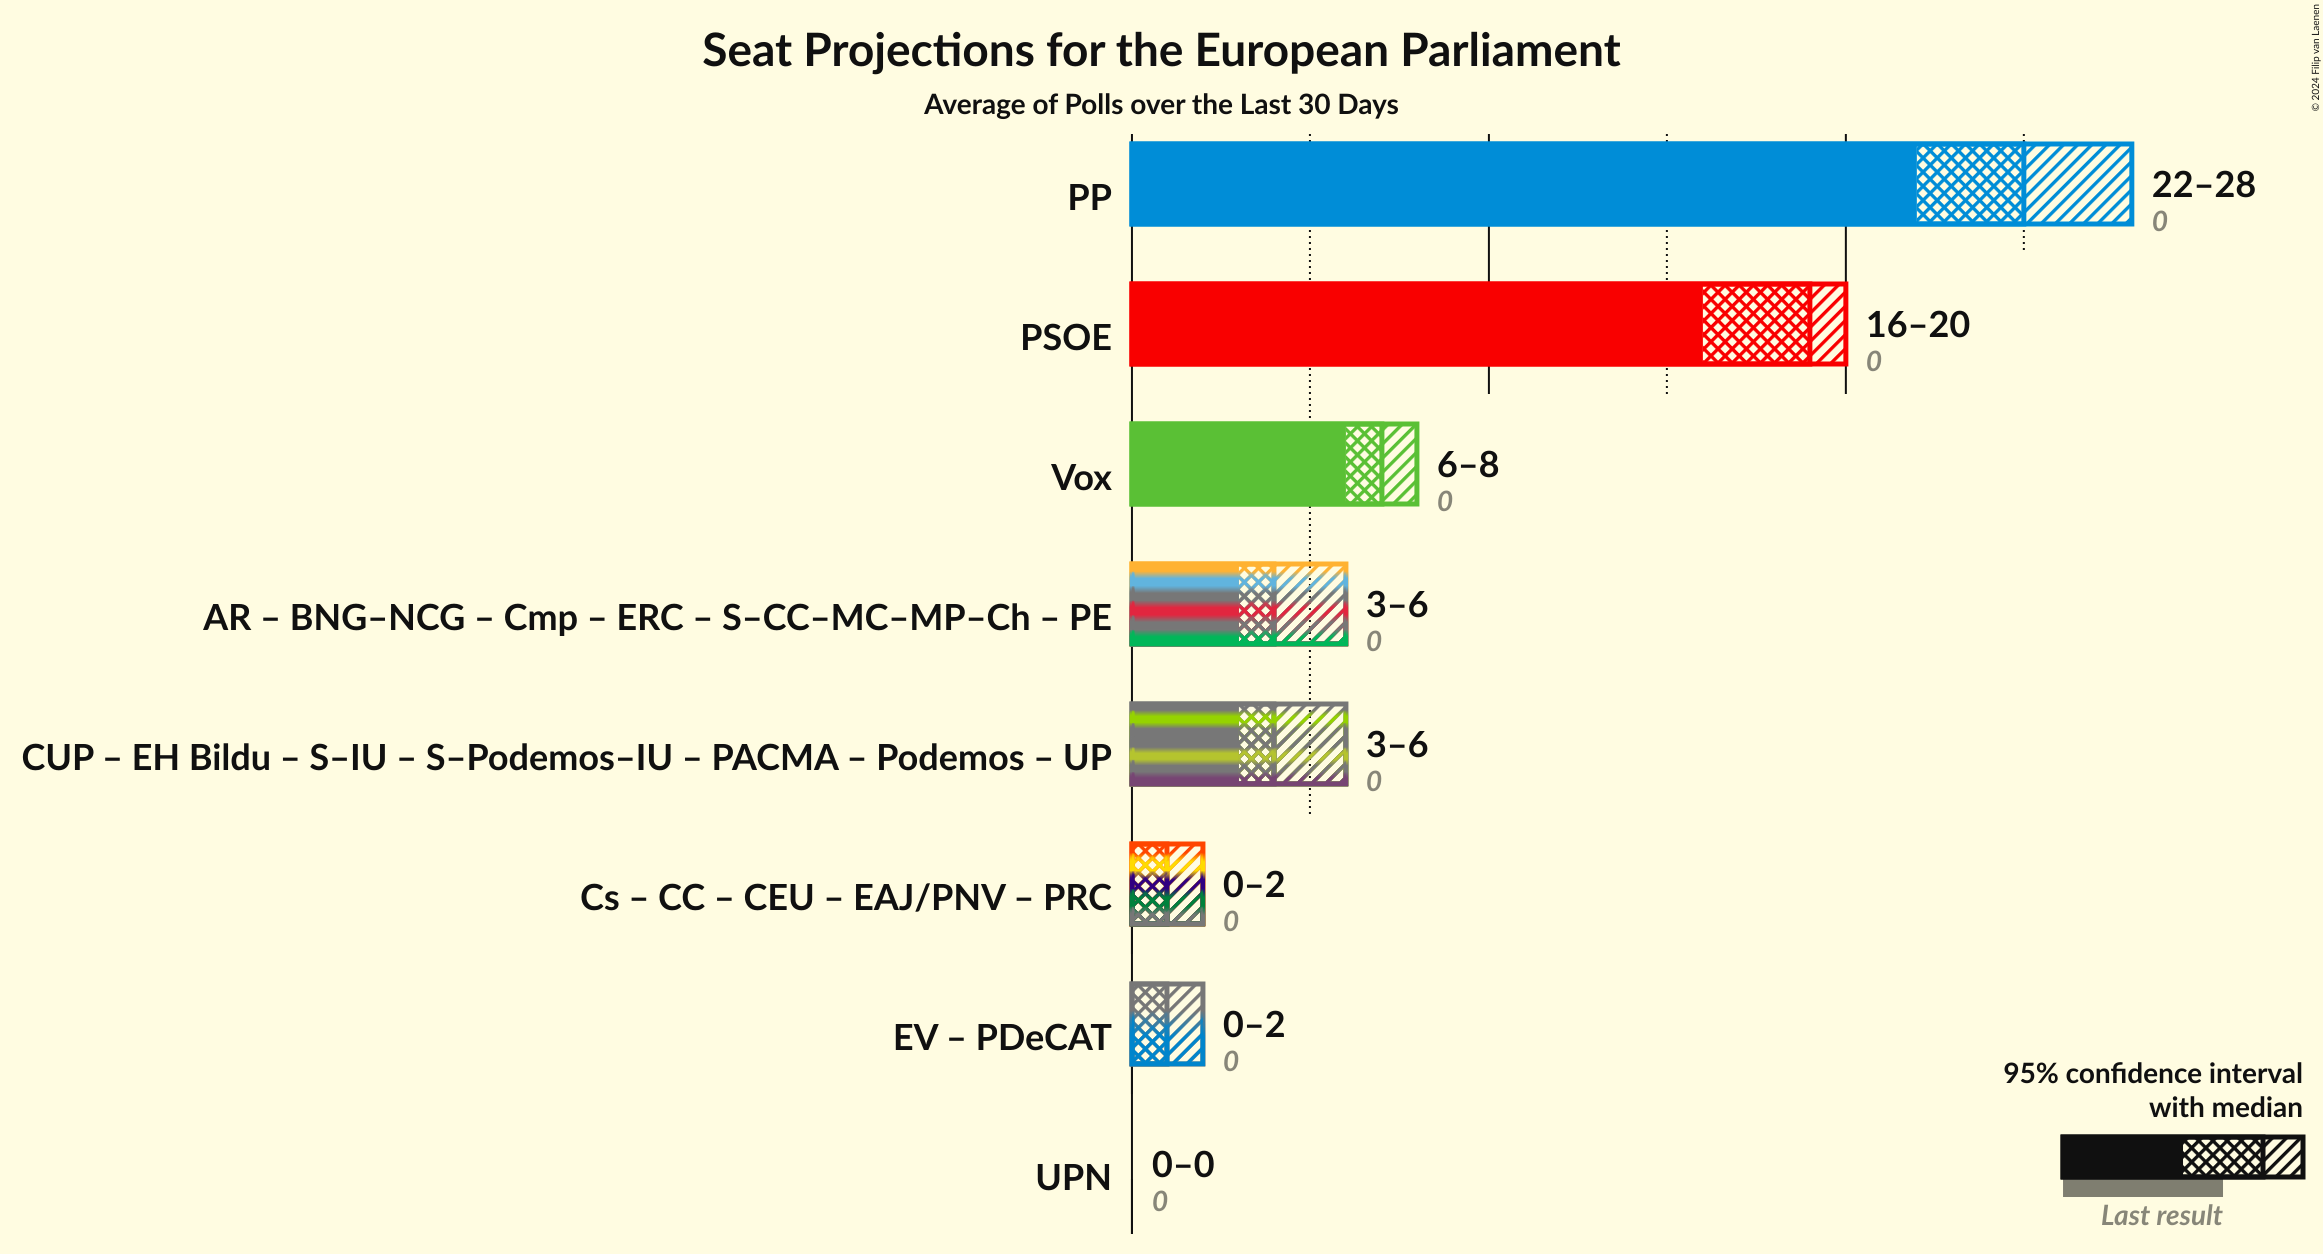 Seat Projections for the European Parliament
Average of Polls over the Last 30 Days
© 2024 Filip van Laenen
PP
22–28
0
PSOE
16–20
0
Vox
6–8
0
AR – BNG–NCG – Cmp – ERC – S–CC–MC–MP–Ch – PE
3–6
0
CUP – EH Bildu – S–IU – S–Podemos–IU – PACMA – Podemos – UP
3–6
0
Cs – CC – CEU – EAJ/PNV – PRC
0–2
0
EV – PDeCAT
0–2
0
UPN
0–0
0
95% confidence interval
with median
Last result